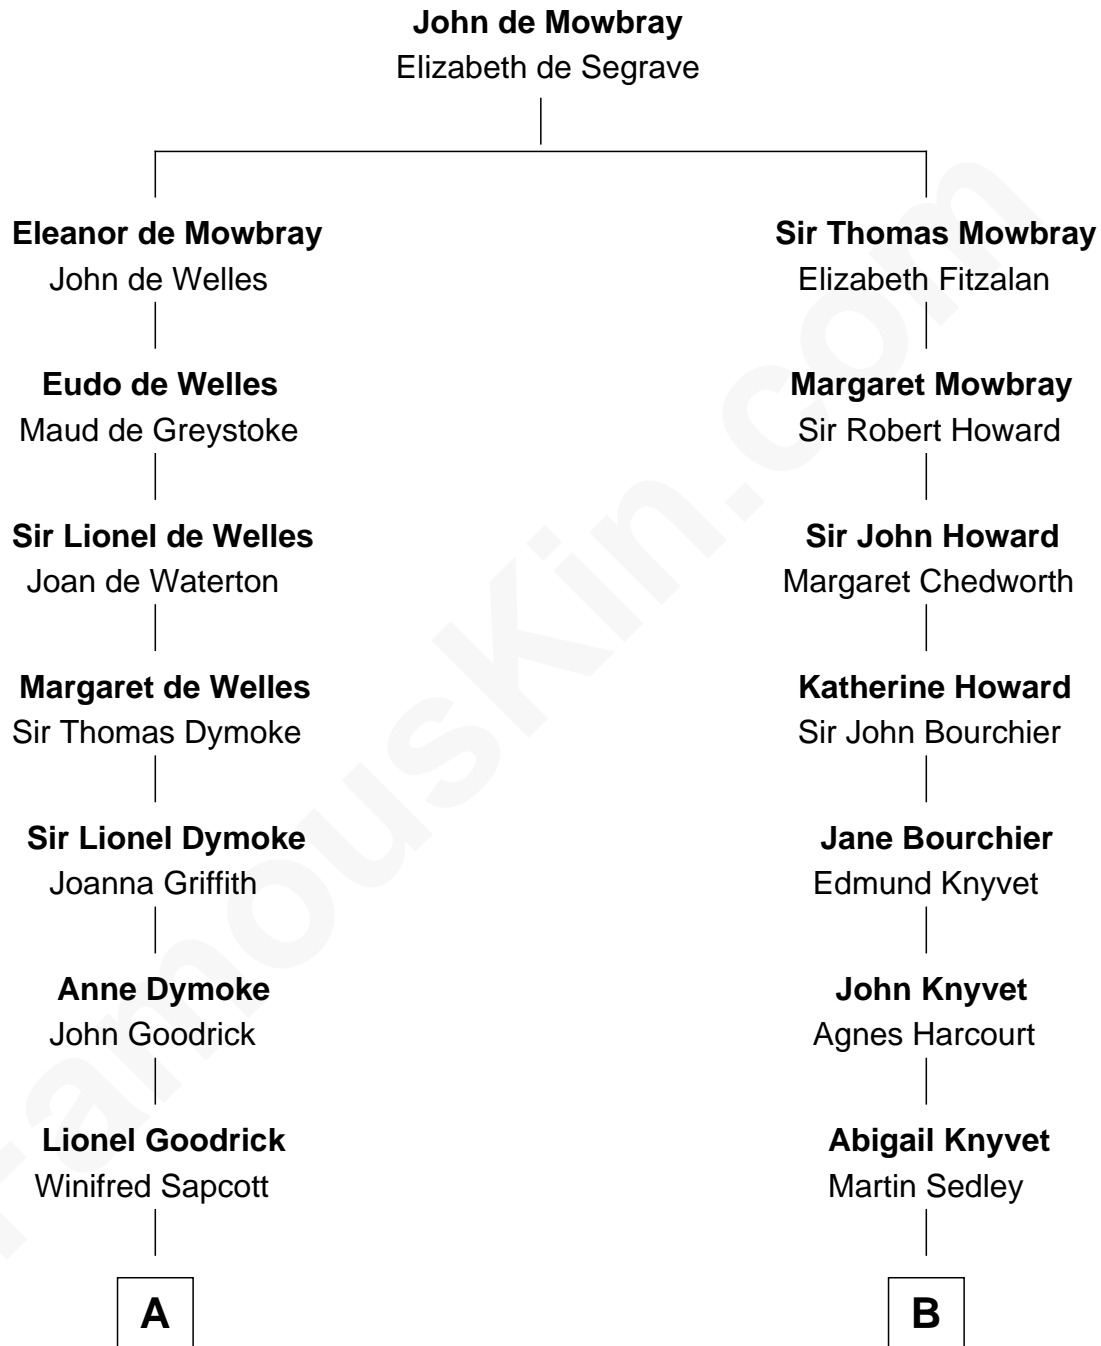 John de Mowbray
Elizabeth de Segrave
Eleanor de Mowbray
John de Welles
Sir Thomas Mowbray
Elizabeth Fitzalan
Eudo de Welles
Maud de Greystoke
Margaret Mowbray
Sir Robert Howard
Sir Lionel de Welles
Joan de Waterton
Sir John Howard
Margaret Chedworth
Margaret de Welles
Sir Thomas Dymoke
Katherine Howard
Sir John Bourchier
Sir Lionel Dymoke
Joanna Griffith
Jane Bourchier
Edmund Knyvet
Anne Dymoke
John Goodrick
John Knyvet
Agnes Harcourt
Lionel Goodrick
Winifred Sapcott
Abigail Knyvet
Martin Sedley
A
B
FamousKin.com